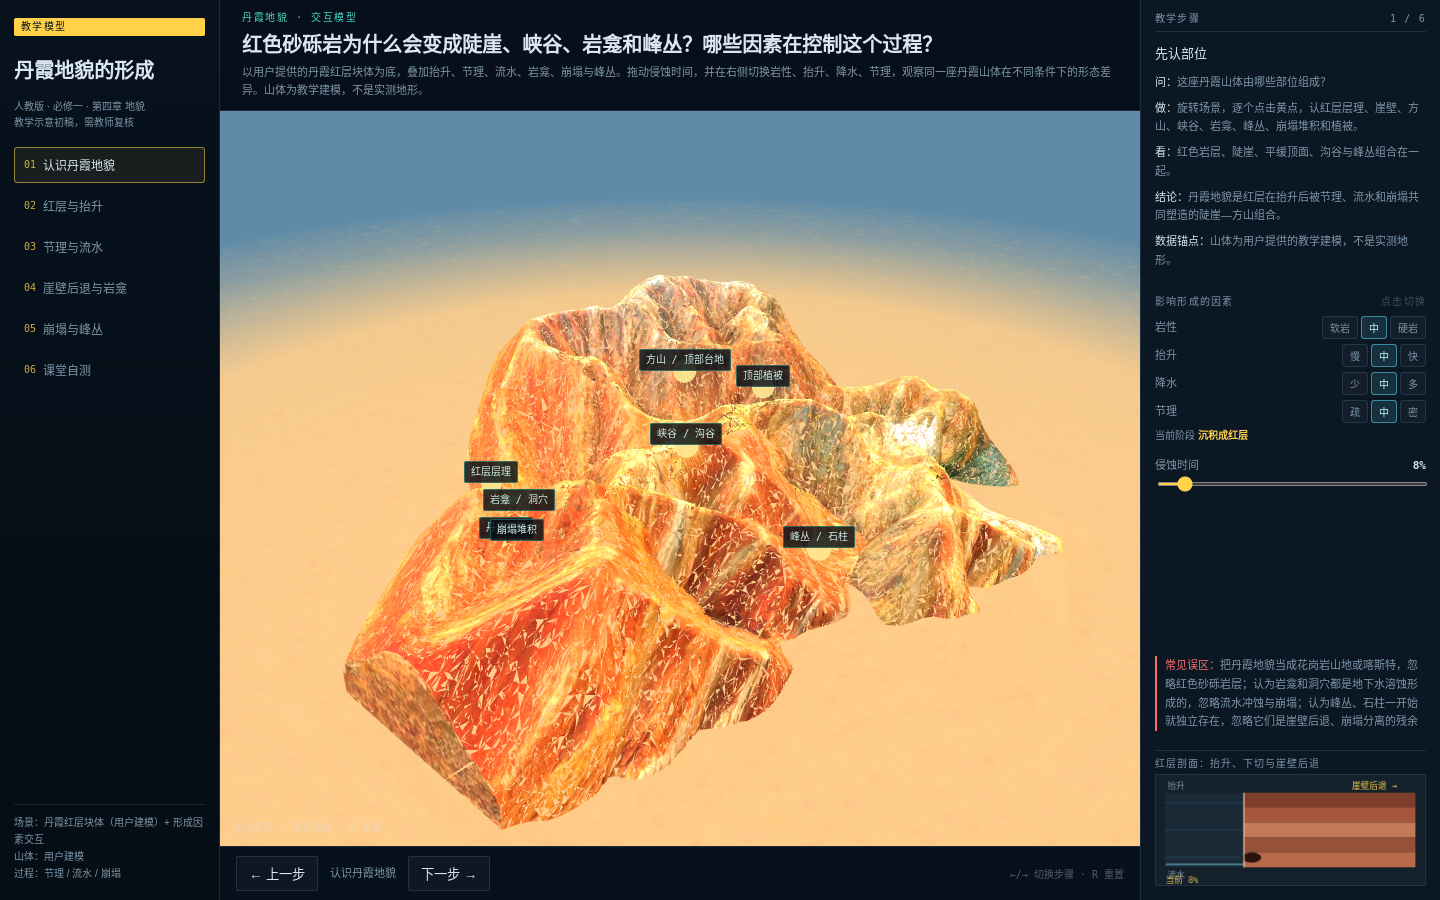 教学模型
丹霞地貌的形成
人教版 · 必修一 · 第四章 地貌
教学示意初稿，需教师复核
01 认识丹霞地貌
02 红层与抬升
03 节理与流水
04 崖壁后退与岩龛
05 崩塌与峰丛
06 课堂自测
场景：丹霞红层块体（用户建模）+ 形成因
素交互
山体：用户建模
过程：节理 / 流水 / 崩塌
丹霞地貌 · 交互模型
红色砂砾岩为什么会变成陡崖、峡谷、岩龛和峰丛？哪些因素在控制这个过程？
以用户提供的丹霞红层块体为底，叠加抬升、节理、流水、岩龛、崩塌与峰丛。拖动侵蚀时间，并在右侧切换岩性、抬升、降水、节理，观察同一座丹霞山体在不同条件下的形态差
异。山体为教学建模，不是实测地形。
方山 / 顶部台地
顶部植被
峡谷 / 沟谷
红层层理
岩龛 / 洞穴
崩塌堆积
峰丛 / 石柱
← 上一步
认识丹霞地貌
下一步 →
←/→ 切换步骤 · R 重置
教学步骤
1 / 6
先认部位
问：这座丹霞山体由哪些部位组成？
做：旋转场景，逐个点击黄点，认红层层理、崖壁、方
山、峡谷、岩龛、峰丛、崩塌堆积和植被。
看：红色岩层、陡崖、平缓顶面、沟谷与峰丛组合在一
起。
结论：丹霞地貌是红层在抬升后被节理、流水和崩塌共
同塑造的陡崖—方山组合。
数据锚点：山体为用户提供的教学建模，不是实测地
形。
影响形成的因素
点击切换
岩性 软岩 中 硬岩
抬升 慢 中 快
降水 少 中 多
节理 疏 中 密
当前阶段 沉积成红层
侵蚀时间 8%
常见误区：把丹霞地貌当成花岗岩山地或喀斯特，忽
略红色砂砾岩层；认为岩龛和洞穴都是地下水溶蚀形
成的，忽略流水冲蚀与崩塌；认为峰丛、石柱一开始
就独立存在，忽略它们是崖壁后退、崩塌分离的残余
红层剖面：抬升、下切与崖壁后退
抬升
崖壁后退 →
流水
当前 8%